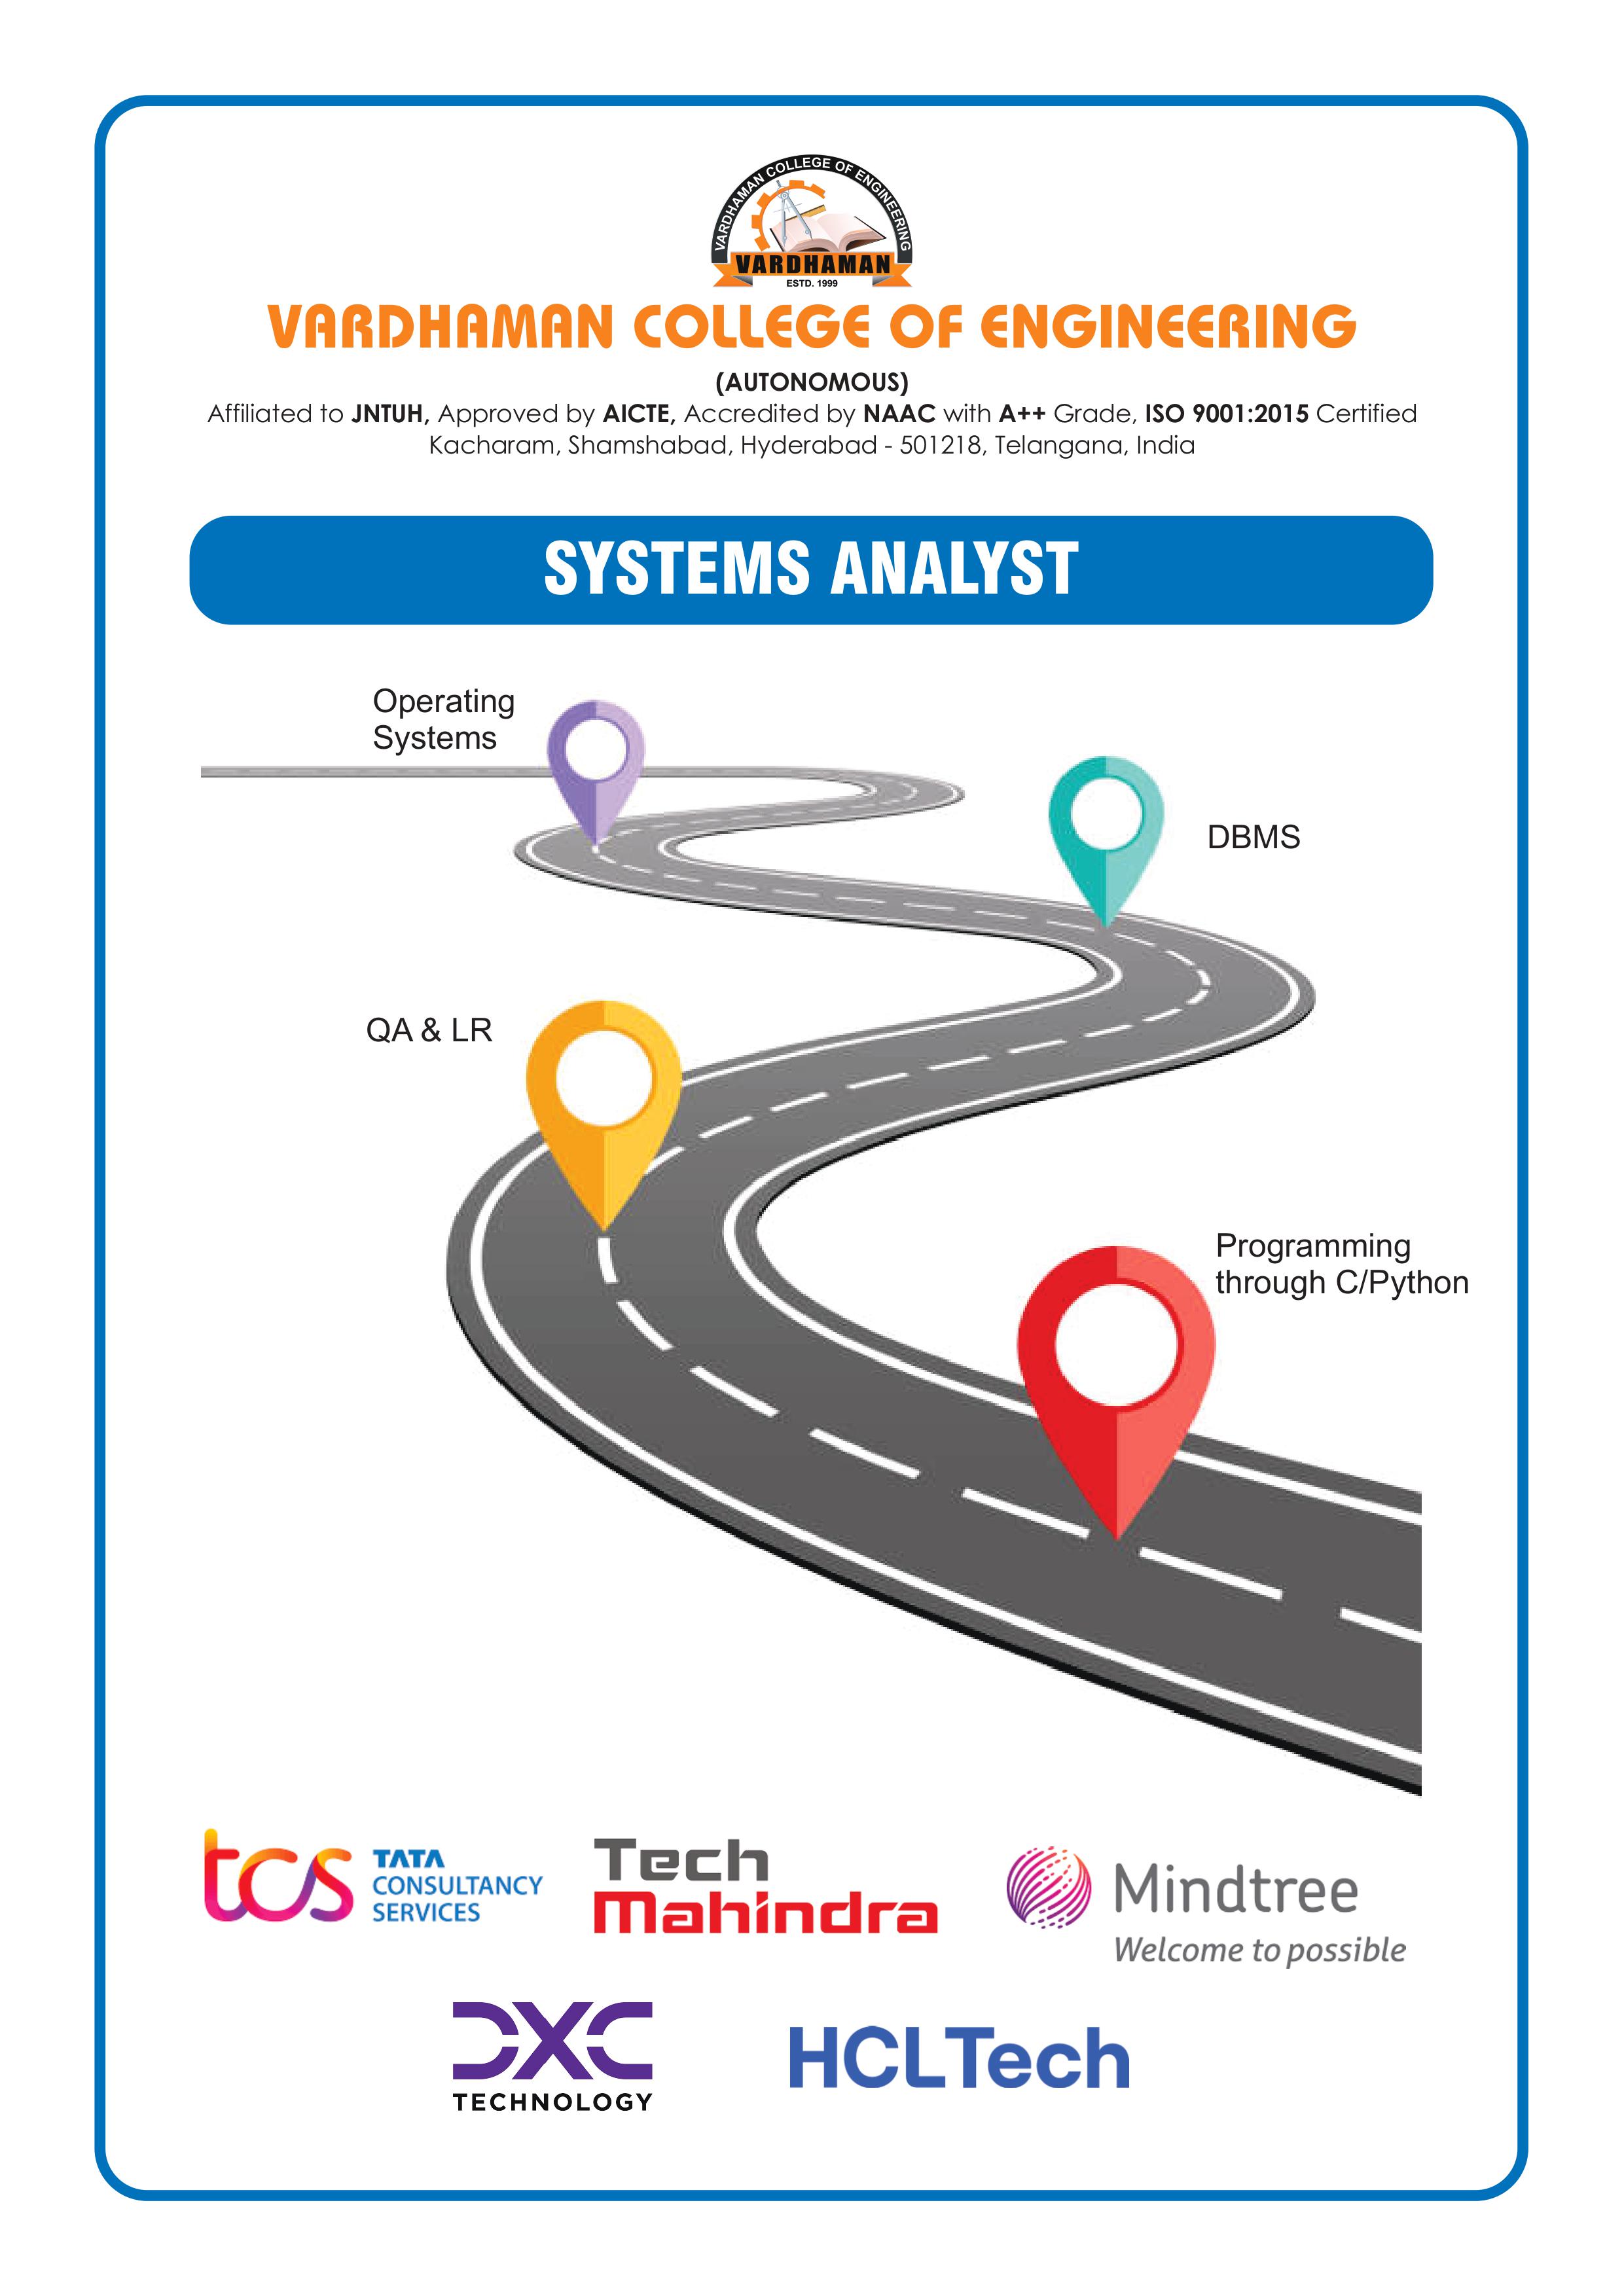 VARDHAMAN COLLEGE OF ENGINEERING
VARDHAMAN
ESTD. 1999
VARDHAMAN COLLEGE OF ENGINEERING
(AUTONOMOUS)
Affiliated to JNTUH, Approved by AICTE, Accredited by NAAC with A++ Grade, ISO 9001:2015 Certified
Kacharam, Shamshabad, Hyderabad - 501218, Telangana, India
SYSTEMS ANALYST
Operating
Systems
DBMS
QA & LR
Programming
through C/Python
tcs
TATA
CONSULTANCY
SERVICES
Tech
Mahindra
Mindtree
Welcome to possible
DXC
TECHNOLOGY
HCLTech